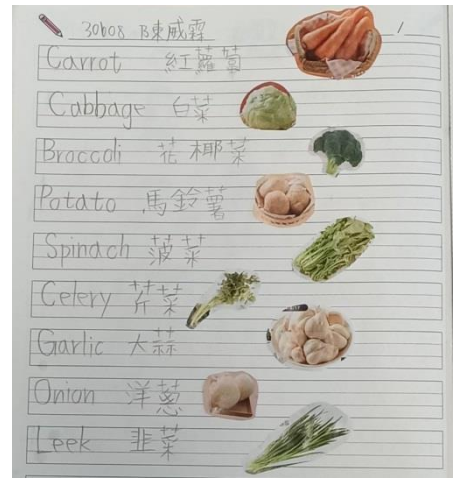 30608 陳威霖
Carrot 紅蘿蔔
Cabbage 白菜
Broccoli 花椰菜
Potato 馬鈴薯
Spinach 菠菜
Celery 芹菜
Garlic 大蒜
Onion 洋蔥
Leek 韭菜